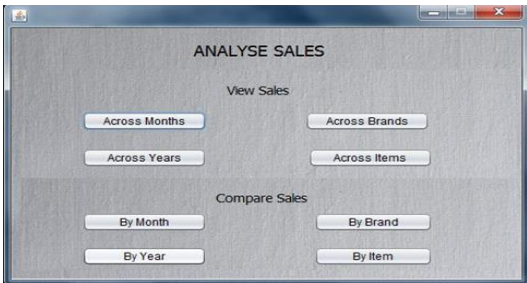 ANALYSE SALES
View Sales
Across Months Across Brands
Across Years Across Items
Compare Sales
By Month By Brand
By Year By Item